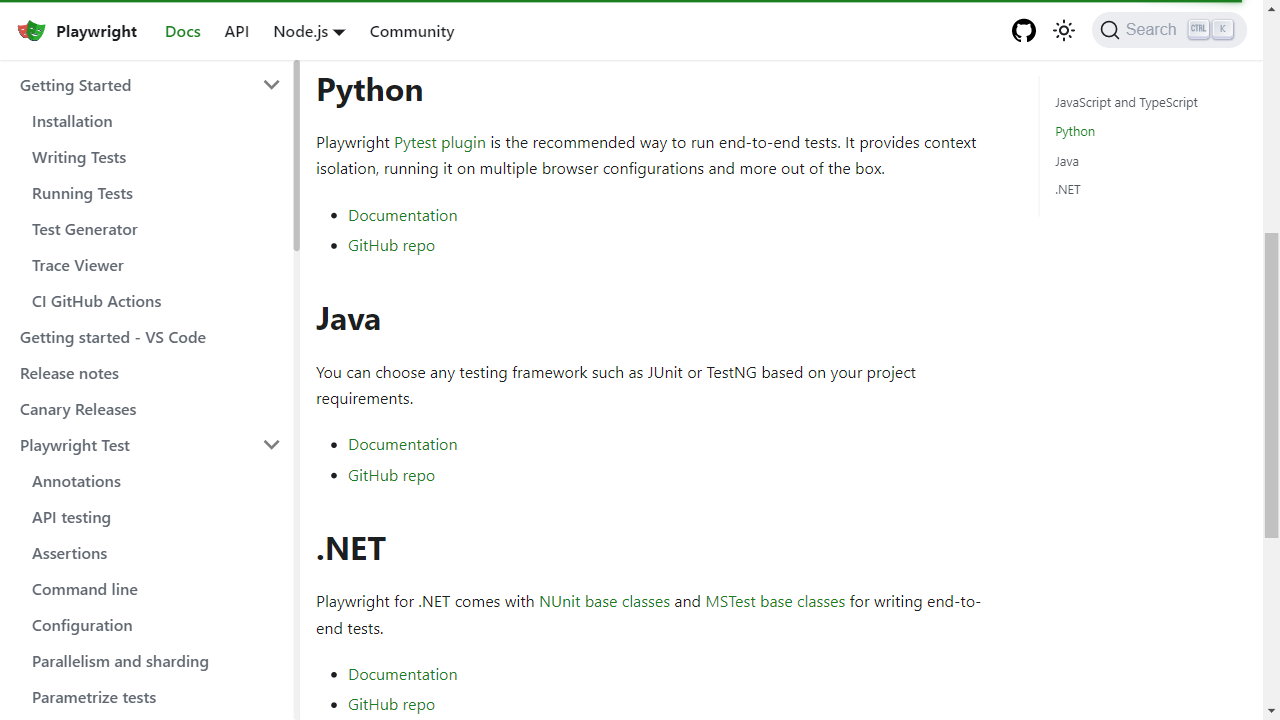 Playwright
Docs
API
Node.js
Community
Search
CTRL
K
Getting Started
Installation
Writing Tests
Running Tests
Test Generator
Trace Viewer
CI GitHub Actions
Getting started - VS Code
Release notes
Canary Releases
Playwright Test
Annotations
API testing
Assertions
Command line
Configuration
Parallelism and sharding
Parametrize tests
Python
Playwright Pytest plugin is the recommended way to run end-to-end tests. It provides context
isolation, running it on multiple browser configurations and more out of the box.
Documentation
GitHub repo
Java
You can choose any testing framework such as JUnit or TestNG based on your project
requirements.
Documentation
GitHub repo
.NET
Playwright for .NET comes with NUnit base classes and MSTest base classes for writing end-to-
end tests.
Documentation
GitHub repo
JavaScript and TypeScript
Python
Java
.NET